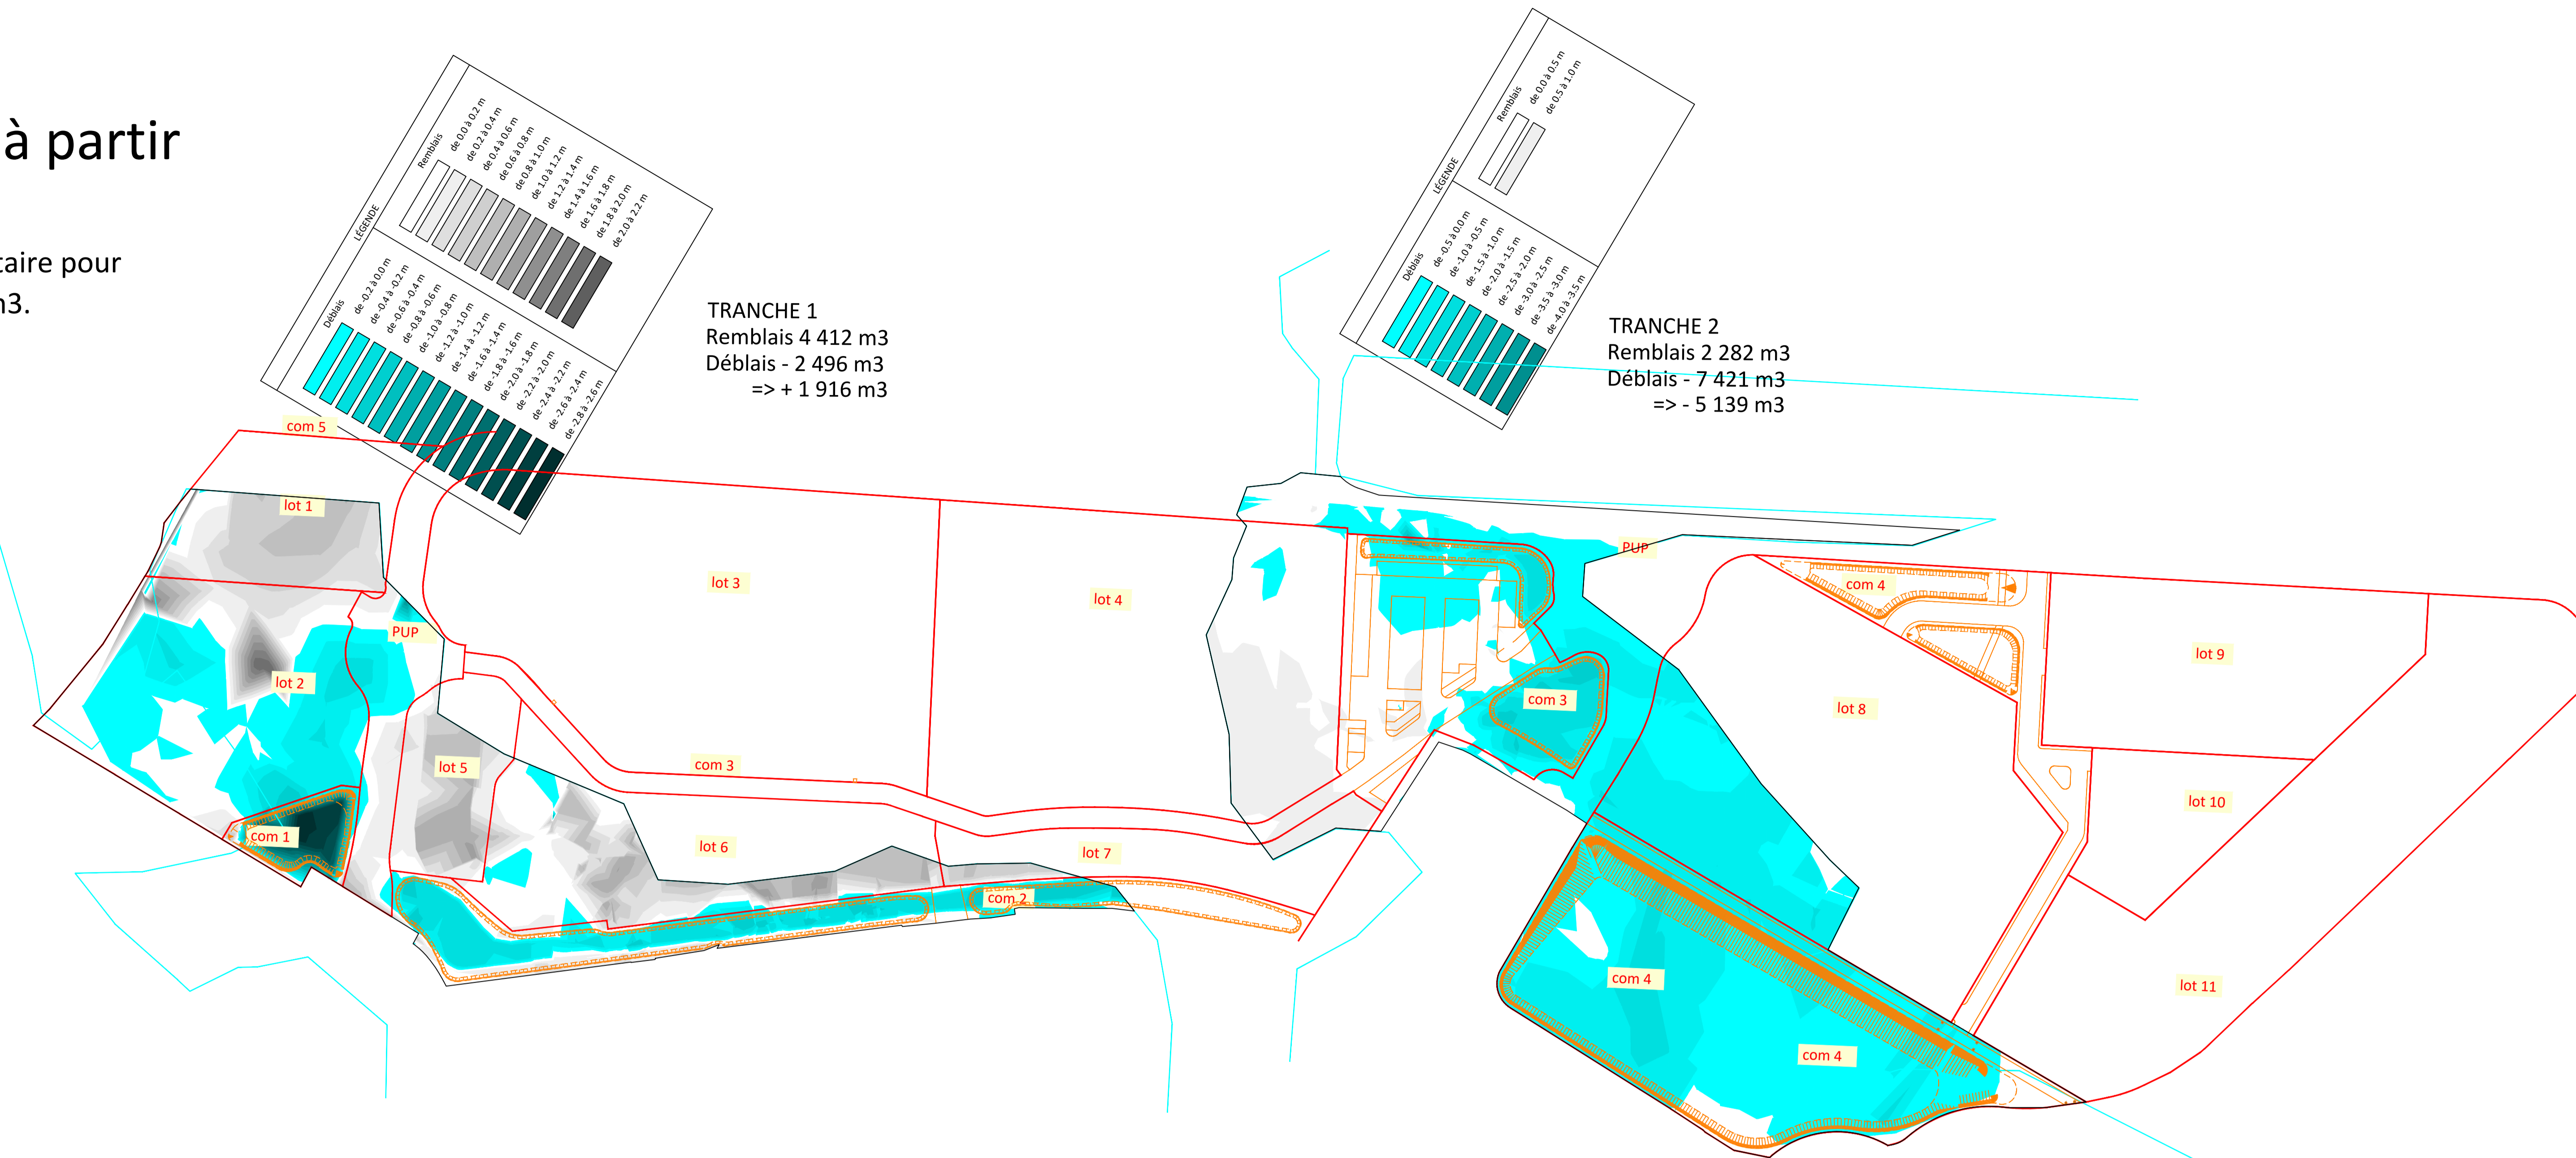 à partir
taire pour
m3.
LÉGENDE
Remblais
de 0.0 à 0.2 m
de 0.2 à 0.4 m
de 0.4 à 0.6 m
de 0.6 à 0.8 m
de 0.8 à 1.0 m
de 1.0 à 1.2 m
de 1.2 à 1.4 m
de 1.4 à 1.6 m
de 1.6 à 1.8 m
de 1.8 à 2.0 m
de 2.0 à 2.2 m
Déblais
de -0.2 à 0.0 m
de -0.4 à -0.2 m
de -0.6 à -0.4 m
de -0.8 à -0.6 m
de -1.0 à -0.8 m
de -1.2 à -1.0 m
de -1.4 à -1.2 m
de -1.6 à -1.4 m
de -1.8 à -1.6 m
de -2.0 à -1.8 m
de -2.2 à -2.0 m
de -2.4 à -2.2 m
de -2.6 à -2.4 m
de -2.8 à -2.6 m
TRANCHE 1
Remblais 4 412 m3
Déblais - 2 496 m3
=> + 1 916 m3
LÉGENDE
Remblais
de 0.0 à 0.5 m
de 0.5 à 1.0 m
Déblais
de -0.5 à 0.0 m
de -1.0 à -0.5 m
de -1.5 à -1.0 m
de -2.0 à -1.5 m
de -2.5 à -2.0 m
de -3.0 à -2.5 m
de -3.5 à -3.0 m
de -4.0 à -3.5 m
TRANCHE 2
Remblais 2 282 m3
Déblais - 7 421 m3
=> - 5 139 m3
com 5
lot 1
PUP
lot 2
com 1
lot 5
lot 3
com 3
lot 6
lot 4
lot 7
com 2
PUP
com 3
com 4
lot 8
lot 9
lot 10
lot 11
com 4
com 4